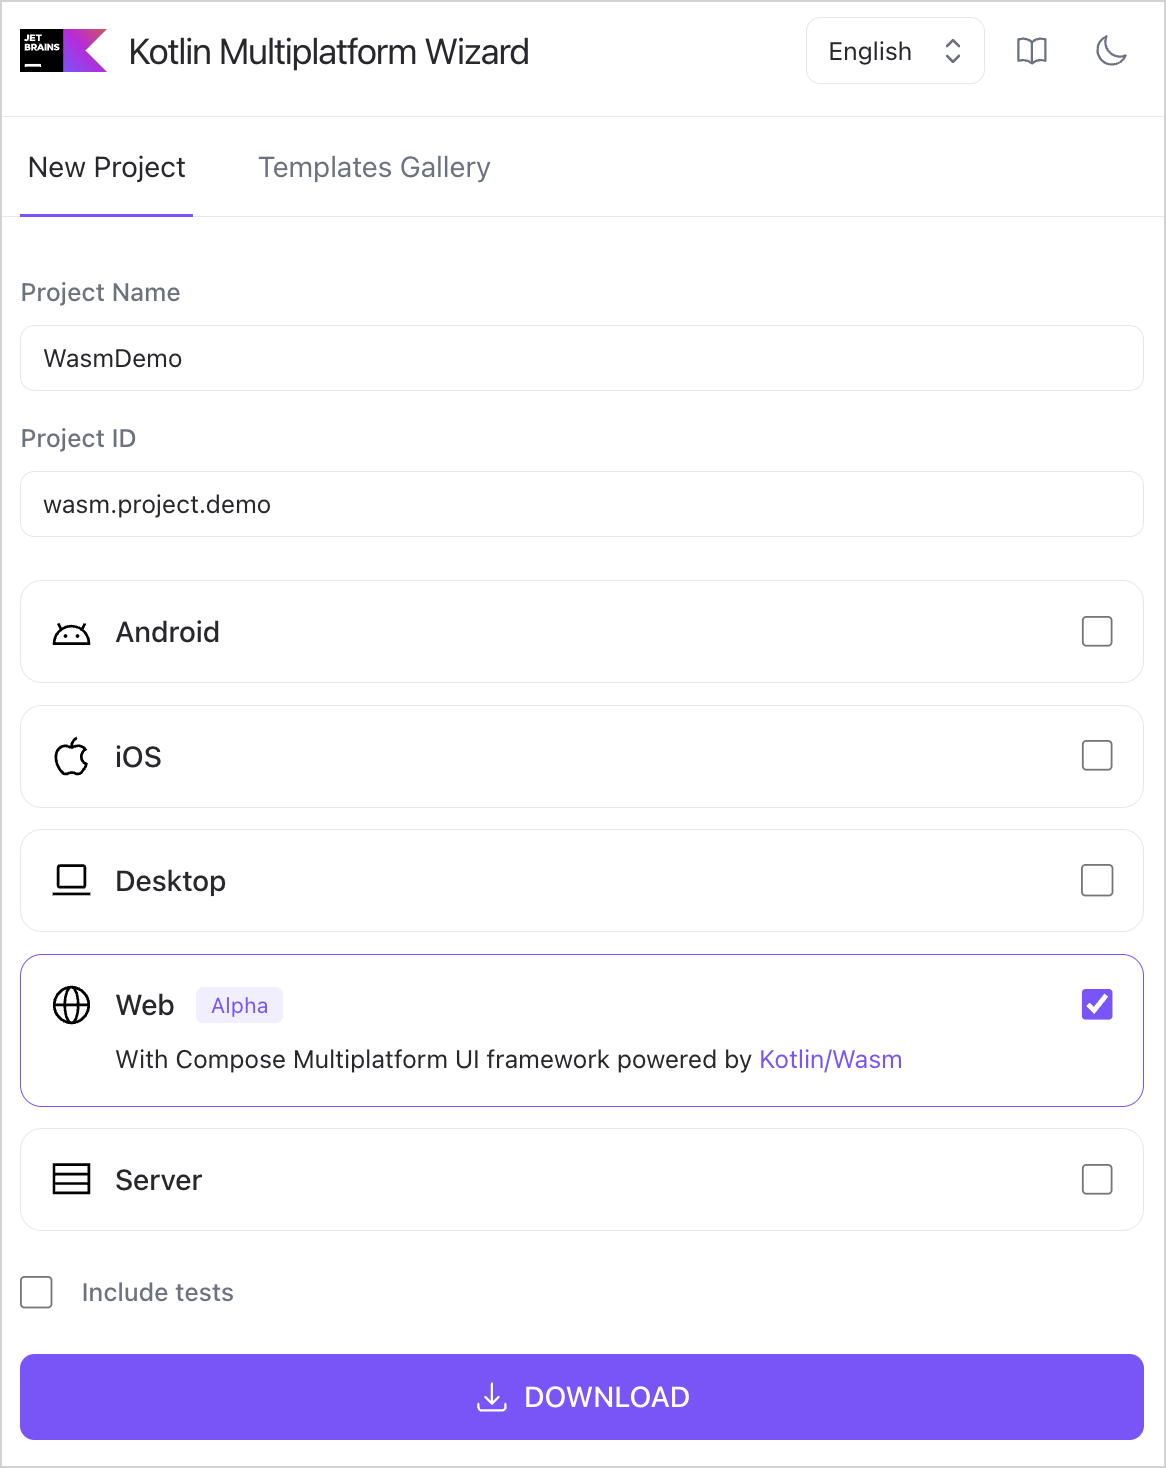 JET
BRAINS
Kotlin Multiplatform Wizard
English
New Project
Templates Gallery
Project Name
WasmDemo
Project ID
wasm.project.demo
Android
iOS
Desktop
Web Alpha
With Compose Multiplatform UI framework powered by Kotlin/Wasm
Server
Include tests
DOWNLOAD